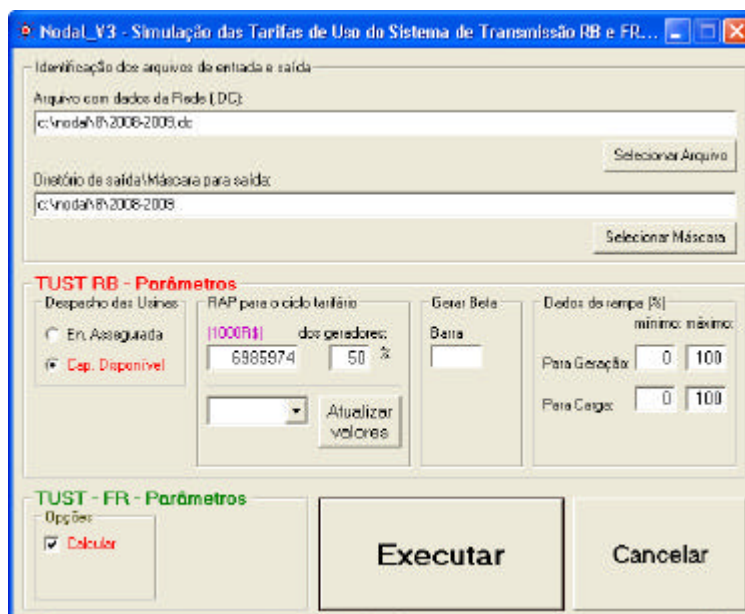 Nodal_V3 - Simulação das Tarifas de Uso do Sistema de Transmissão RB e FR...
Identificação dos arquivos de entrada e saída
Arquivo com dados da Rede (.DC):
c:\nodal\8\2008-2009.dc
Selecionar Arquivo
Diretório de saída\Máscara para saída:
c:\nodal\8\2008-2009
Selecionar Máscara
TUST RB - Parâmetros
Despacho das Usinas
En. Assegurada
Cap. Disponível
RAP para o ciclo tarifário
(1000R$) dos geradores:
6985974 50 %
Atualizar
valores
Gerar Beta
Barra
Dados da rampa (%)
mínimo: máximo:
Para Geração: 0 100
Para Carga: 0 100
TUST - FR - Parâmetros
Opções
Calcular
Executar
Cancelar